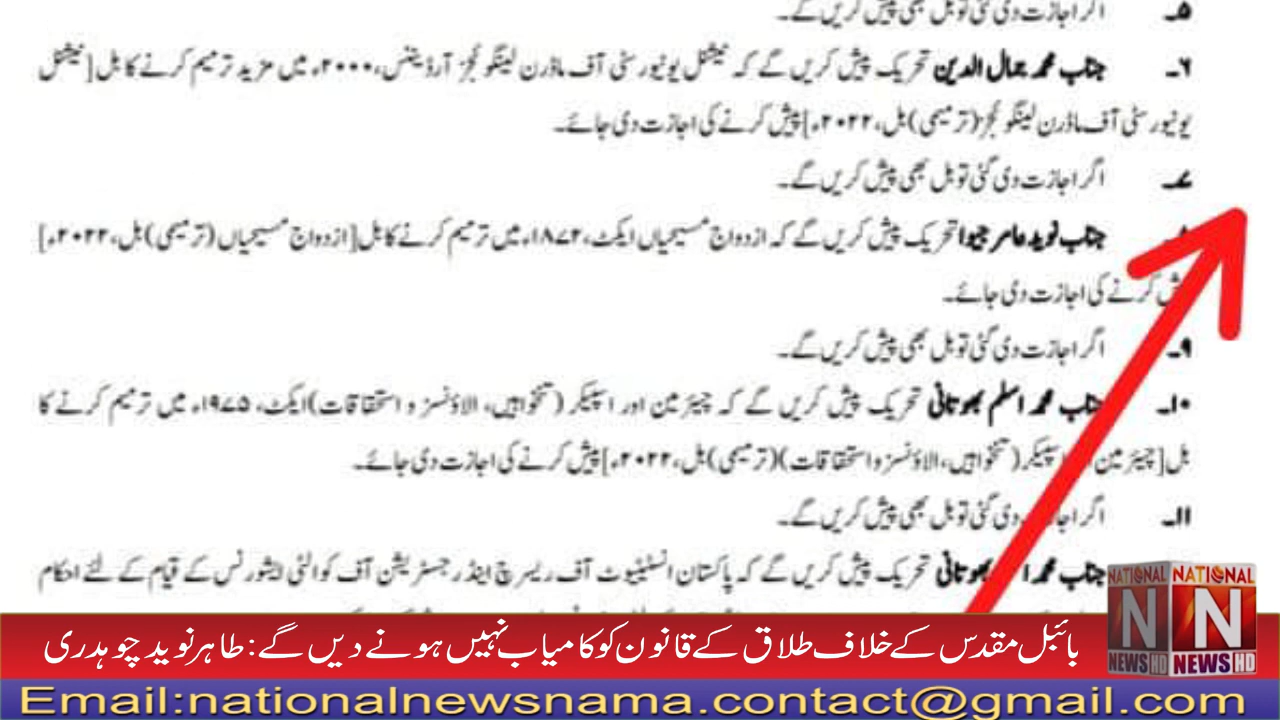 ۵۔ اگر اجازت دی گئی تو بل بھی پیش کریں گے۔
۶۔ جناب محمد جمال الدین تحریک پیش کریں گے کہ نیشنل یونیورسٹی آف ماڈرن لینگوئجز آرڈیننس، ۲۰۰۰ء میں مزید ترمیم کرنے کا بل [نیشنل
یونیورسٹی آف ماڈرن لینگوئجز (ترمیمی) بل، ۲۰۲۲ء] پیش کرنے کی اجازت دی جائے۔
۷۔ اگر اجازت دی گئی تو بل بھی پیش کریں گے۔
جناب نوید عامر جیوا تحریک پیش کریں گے کہ ازدواج مسیحیاں ایکٹ، ۱۸۷۲ء میں ترمیم کرنے کا بل [ازدواج مسیحیاں (ترمیمی) بل، ۲۰۲۲ء]
کرنے کی اجازت دی جائے۔
۹۔ اگر اجازت دی گئی تو بل بھی پیش کریں گے۔
۱۰۔ جناب محمد اسلم بھوتانی تحریک پیش کریں گے کہ چیئرمین اور اسپیکر (تنخواہیں، الاؤنسز و استحقاقات) ایکٹ، ۱۹۷۵ء میں ترمیم کرنے کا
بل [چیئرمین اسپیکر (تنخواہیں، الاؤنسز و استحقاقات) (ترمیمی) بل، ۲۰۲۲ء] پیش کرنے کی اجازت دی جائے۔
۱۱۔ اگر دی گئی تو بل بھی پیش کریں گے۔
جناب محمد بھوتانی تحریک پیش کریں گے کہ پاکستان انسٹیٹیوٹ آف ریسرچ اینڈ رجسٹریشن آف کوالٹی ایشورنس کے قیام کے لئے احکام
بائبل مقدس کے خلاف طلاق کے قانون کو کامیاب نہیں ہونے دیں گے: طاہر نوید چوہدری
NATIONAL N NEWS HD
NATIONAL N NEWS HD
Email:nationalnewsnama.contact@gmail.com